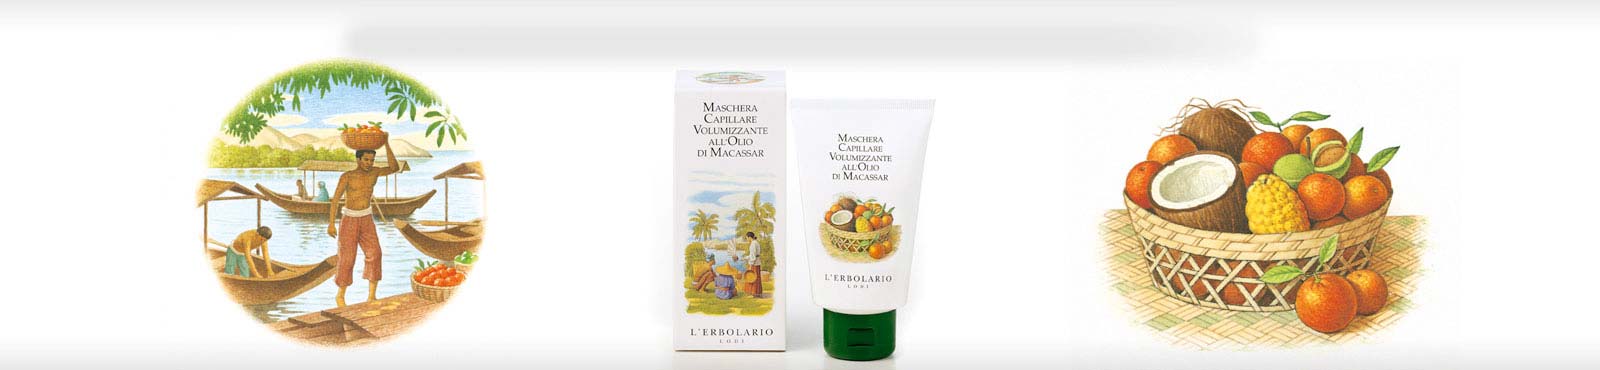 MASCHERA
CAPILLARE
VOLUMIZZANTE
ALL'OLIO
DI MACASSAR
L'ERBOLARIO
LODI
MASCHERA
CAPILLARE
VOLUMIZZANTE
ALL'OLIO
DI MACASSAR
L'ERBOLARIO
LODI